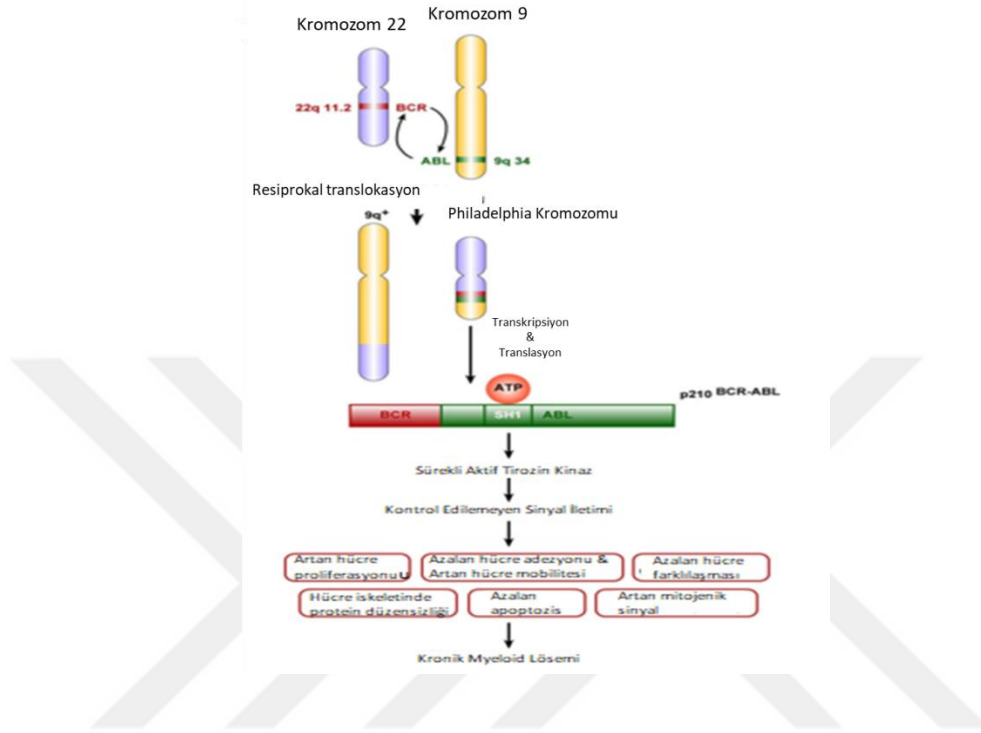 Kromozom 22
Kromozom 9
22q 11.2
BCR
ABL
9q 34
Resiprokal translokasyon
9q+
Philadelphia Kromozomu
Transkripsiyon
&
Translasyon
ATP
p210 BCR-ABL
BCR
SH1
ABL
Sürekli Aktif Tirozin Kinaz
Kontrol Edilemeyen Sinyal İletimi
Artan hücre
proliferasyonuU
Azalan hücre adezyonu &
Artan hücre mobilitesi
Azalan hücre
farklılaşması
Hücre iskeletinde
protein düzensizliği
Azalan
apoptozis
Artan mitojenik
sinyal
Kronik Myeloid Lösemi